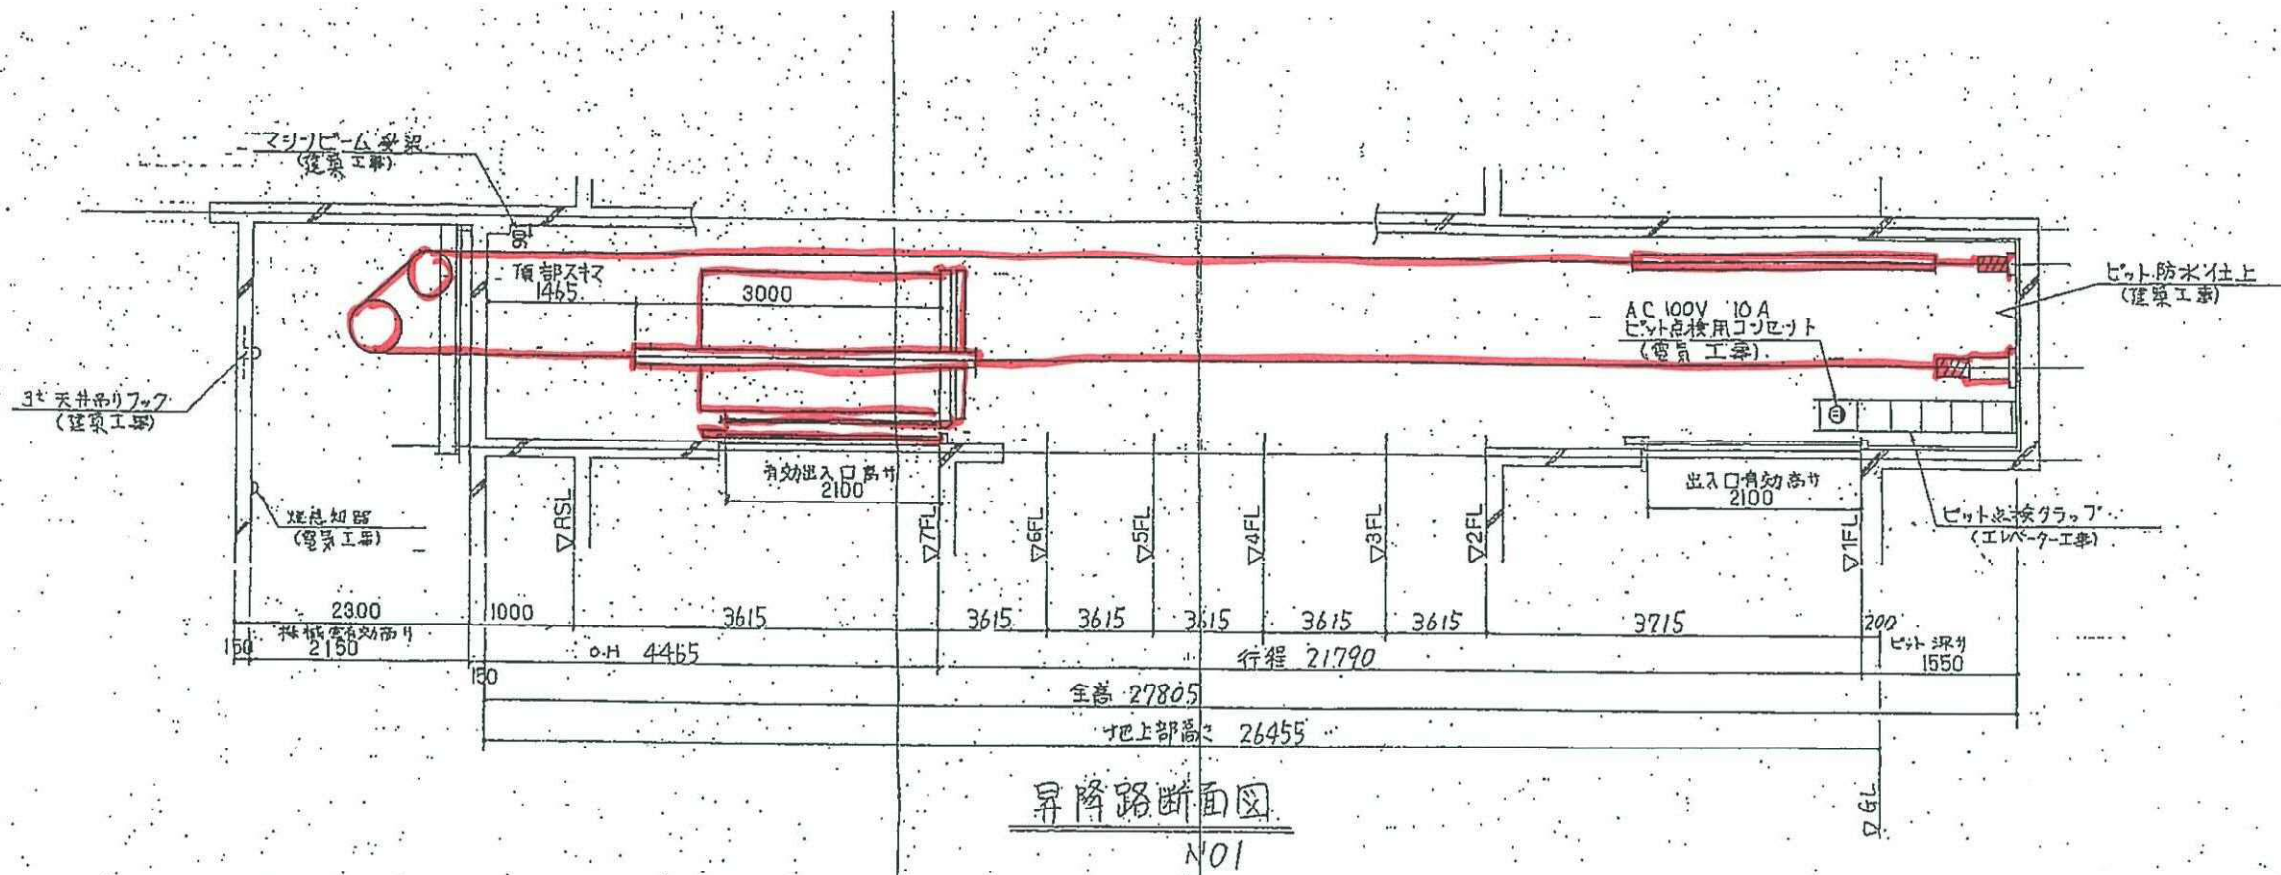 マシンビーム受梁
(建築工事)
頂部スキマ
1465
3000
AC 100V 10A
ピット点検用コンセント
(電気工事)
ピット防水仕上
(建築工事)
3t 天井吊りフック
(建築工事)
煙感知器
(電気工事)
有効出入口高サ
2100
出入口有効高サ
2100
ピット点検タラップ
(エレベーター工事)
▽RSL
▽7FL
▽6FL
▽5FL
▽4FL
▽3FL
▽2FL
▽1FL
2300
1000
3615
3615
3615
3615
3615
3615
3715
200
150
機械室有効高サ
2150
150
O.H 4465
行程 21790
ピット深サ
1550
全高 27805
地上部高さ 26455
▽GL
昇降路断面図
NO1